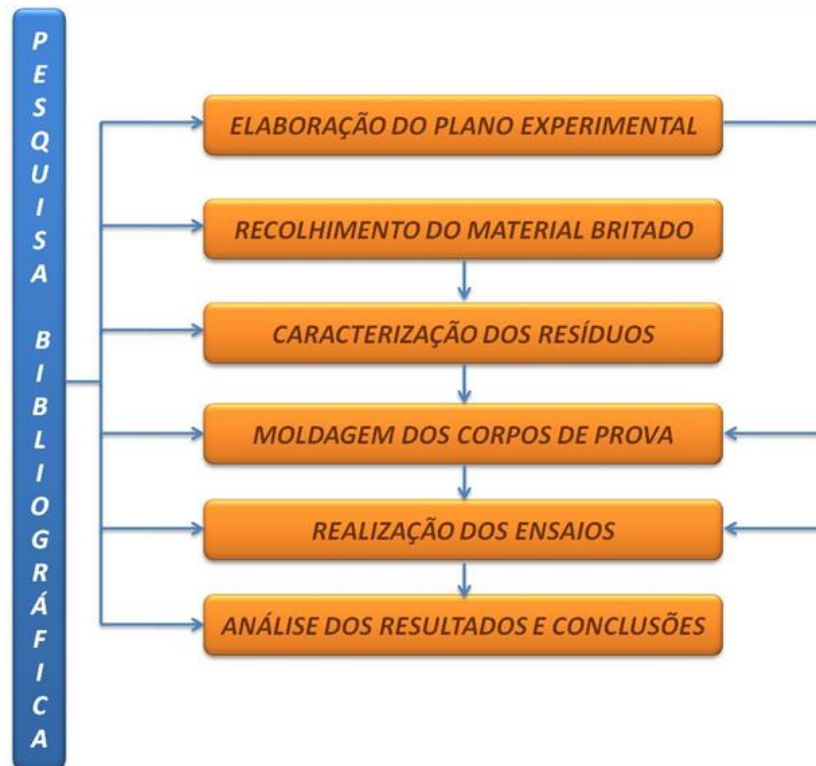 PESQUISA BIBLIOGRÁFICA
ELABORAÇÃO DO PLANO EXPERIMENTAL
RECOLHIMENTO DO MATERIAL BRITADO
CARACTERIZAÇÃO DOS RESÍDUOS
MOLDAGEM DOS CORPOS DE PROVA
REALIZAÇÃO DOS ENSAIOS
ANÁLISE DOS RESULTADOS E CONCLUSÕES